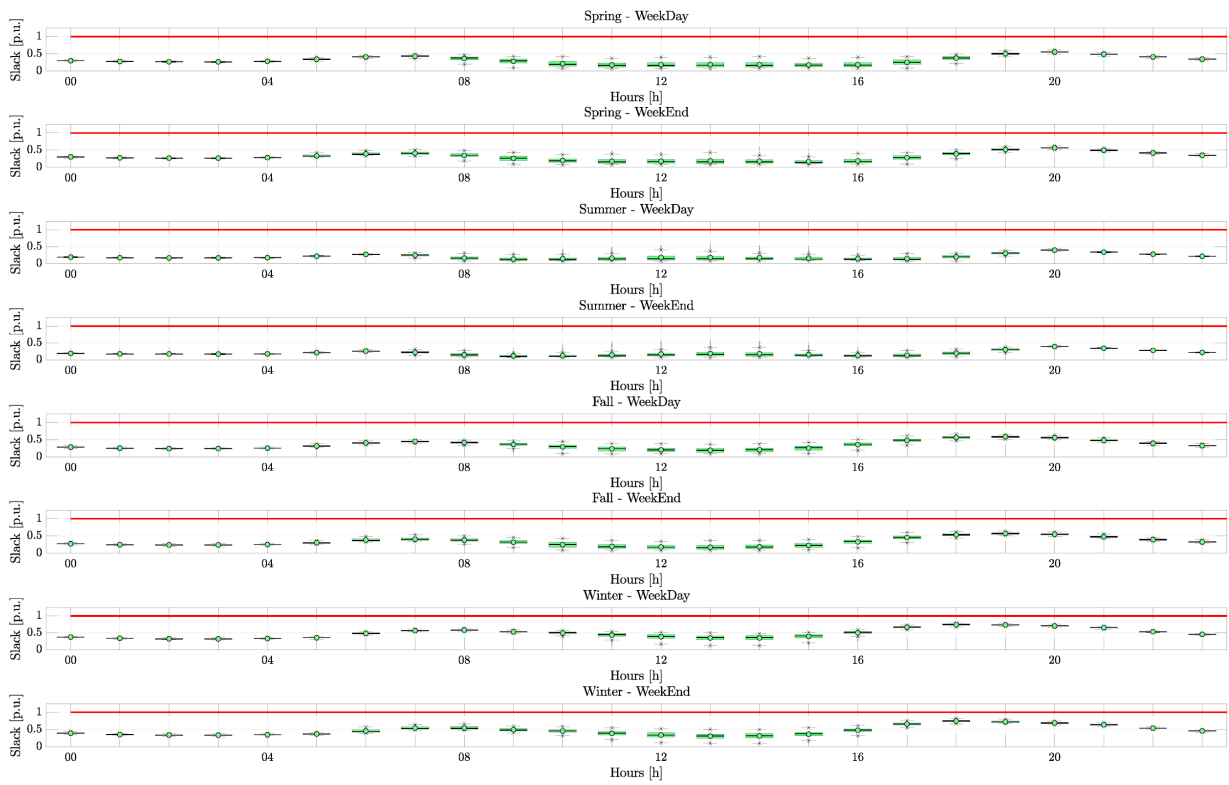 Spring - WeekDay
Slack [p.u.]
1
0.5
0
00 04 08 12 16 20
Hours [h]
Spring - WeekEnd
Slack [p.u.]
1
0.5
0
00 04 08 12 16 20
Hours [h]
Summer - WeekDay
Slack [p.u.]
1
0.5
0
00 04 08 12 16 20
Hours [h]
Summer - WeekEnd
Slack [p.u.]
1
0.5
0
00 04 08 12 16 20
Hours [h]
Fall - WeekDay
Slack [p.u.]
1
0.5
0
00 04 08 12 16 20
Hours [h]
Fall - WeekEnd
Slack [p.u.]
1
0.5
0
00 04 08 12 16 20
Hours [h]
Winter - WeekDay
Slack [p.u.]
1
0.5
0
00 04 08 12 16 20
Hours [h]
Winter - WeekEnd
Slack [p.u.]
1
0.5
0
00 04 08 12 16 20
Hours [h]